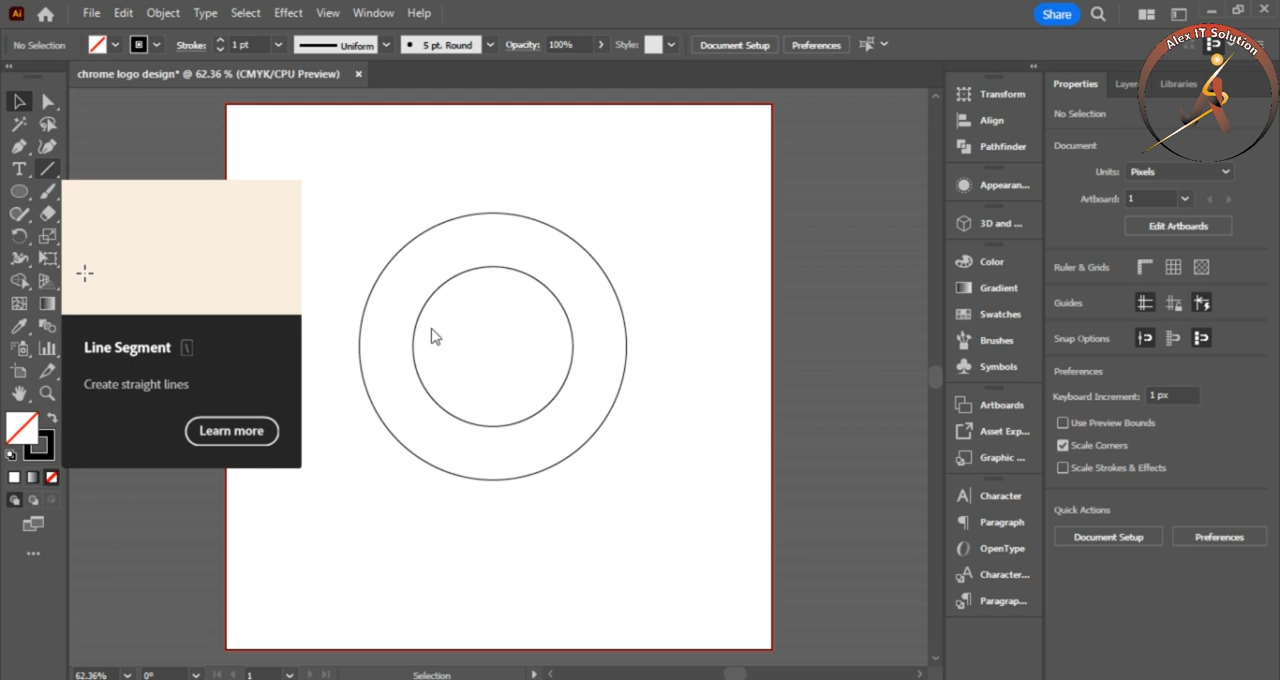 Ai File Edit Object Type Select Effect View Window Help Share
No Selection Stroke: 1 pt Uniform 5 pt. Round Opacity: 100% Style: Document Setup Preferences
Alex IT Solution
chrome logo design* @ 62.36 % (CMYK/CPU Preview)
Properties Layer Libraries
Transform
No Selection
Align
Document
Pathfinder
Units: Pixels
Appearan...
Artboard: 1
3D and ...
Edit Artboards
Color
Ruler & Grids
Gradient
Guides
Swatches
Snap Options
Brushes
Line Segment \
Create straight lines
Learn more
Symbols
Preferences
Keyboard Increment: 1 px
Artboards
Use Preview Bounds
Asset Exp...
Scale Corners
Graphic ...
Scale Strokes & Effects
Character
Quick Actions
Paragraph
Document Setup Preferences
OpenType
Character...
Paragrap...
62.36% 0° 1 Selection